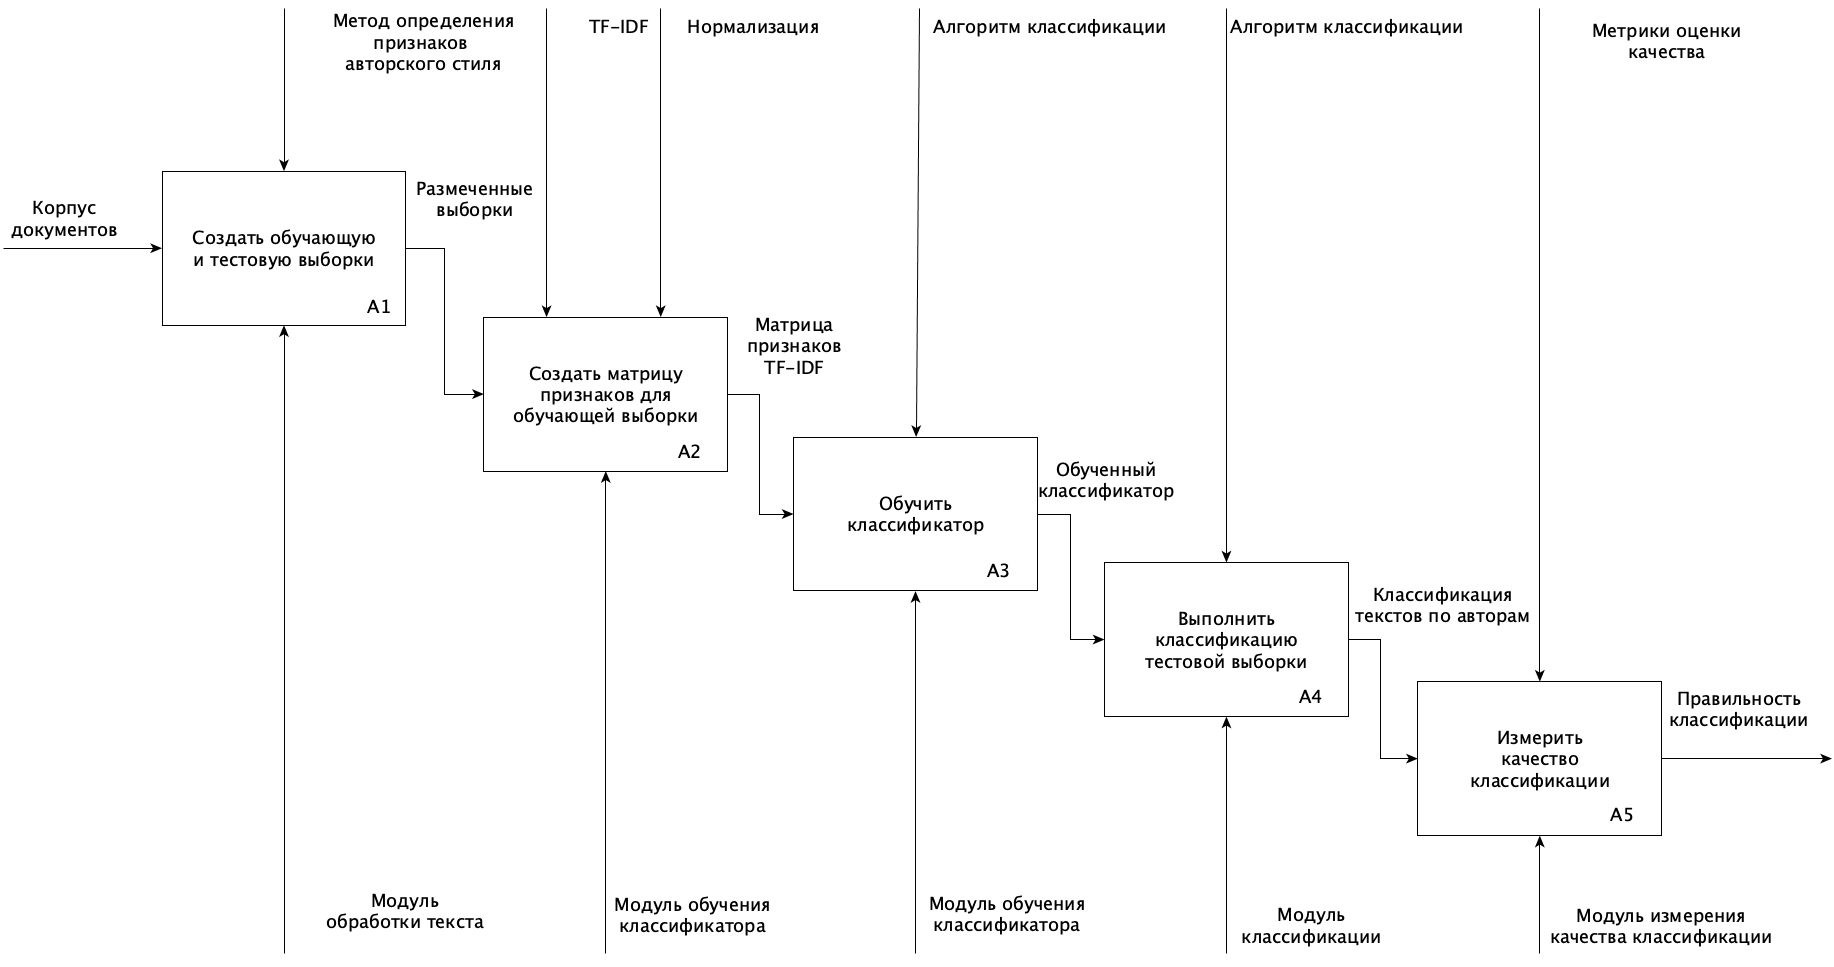 Метод определения
признаков
авторского стиля
TF-IDF
Нормализация
Алгоритм классификации
Алгоритм классификации
Метрики оценки
качества
Корпус
документов
Создать обучающую
и тестовую выборки
A1
Размеченные
выборки
Создать матрицу
признаков для
обучающей выборки
A2
Матрица
признаков
TF-IDF
Обучить
классификатор
A3
Обученный
классификатор
Выполнить
классификацию
тестовой выборки
A4
Классификация
текстов по авторам
Измерить
качество
классификации
A5
Правильность
классификации
Модуль
обработки текста
Модуль обучения
классификатора
Модуль обучения
классификатора
Модуль
классификации
Модуль измерения
качества классификации